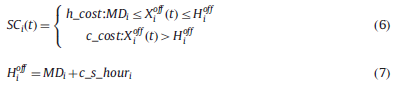 SC_i(t) = { h_cost:MD_i ≤ X_i^off(t) ≤ H_i^off
c_cost:X_i^off(t) > H_i^off (6)
H_i^off = MD_i + c_s_hour_i (7)